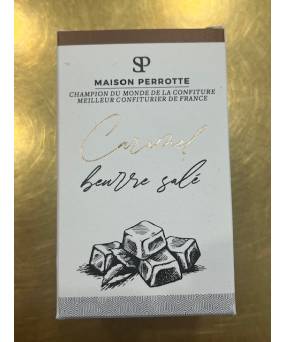 SP
MAISON PERROTTE
CHAMPION DU MONDE DE LA CONFITURE
MEILLEUR CONFITURIER DE FRANCE
Caramel
beurre salé